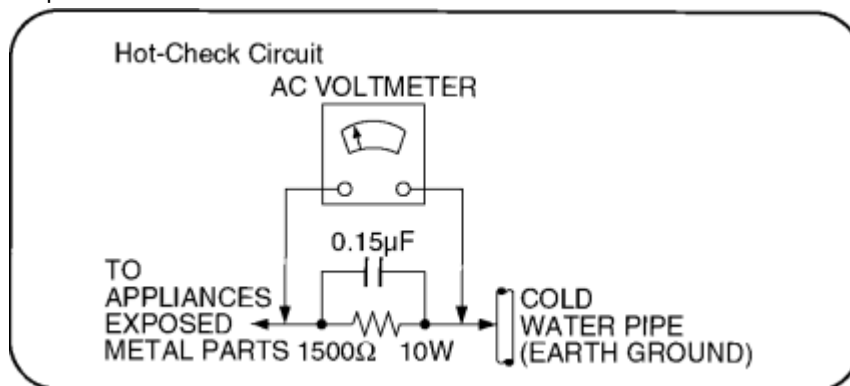 Hot-Check Circuit
AC VOLTMETER
0.15µF
TO
APPLIANCES
EXPOSED
METAL PARTS
1500Ω 10W
COLD
WATER PIPE
(EARTH GROUND)